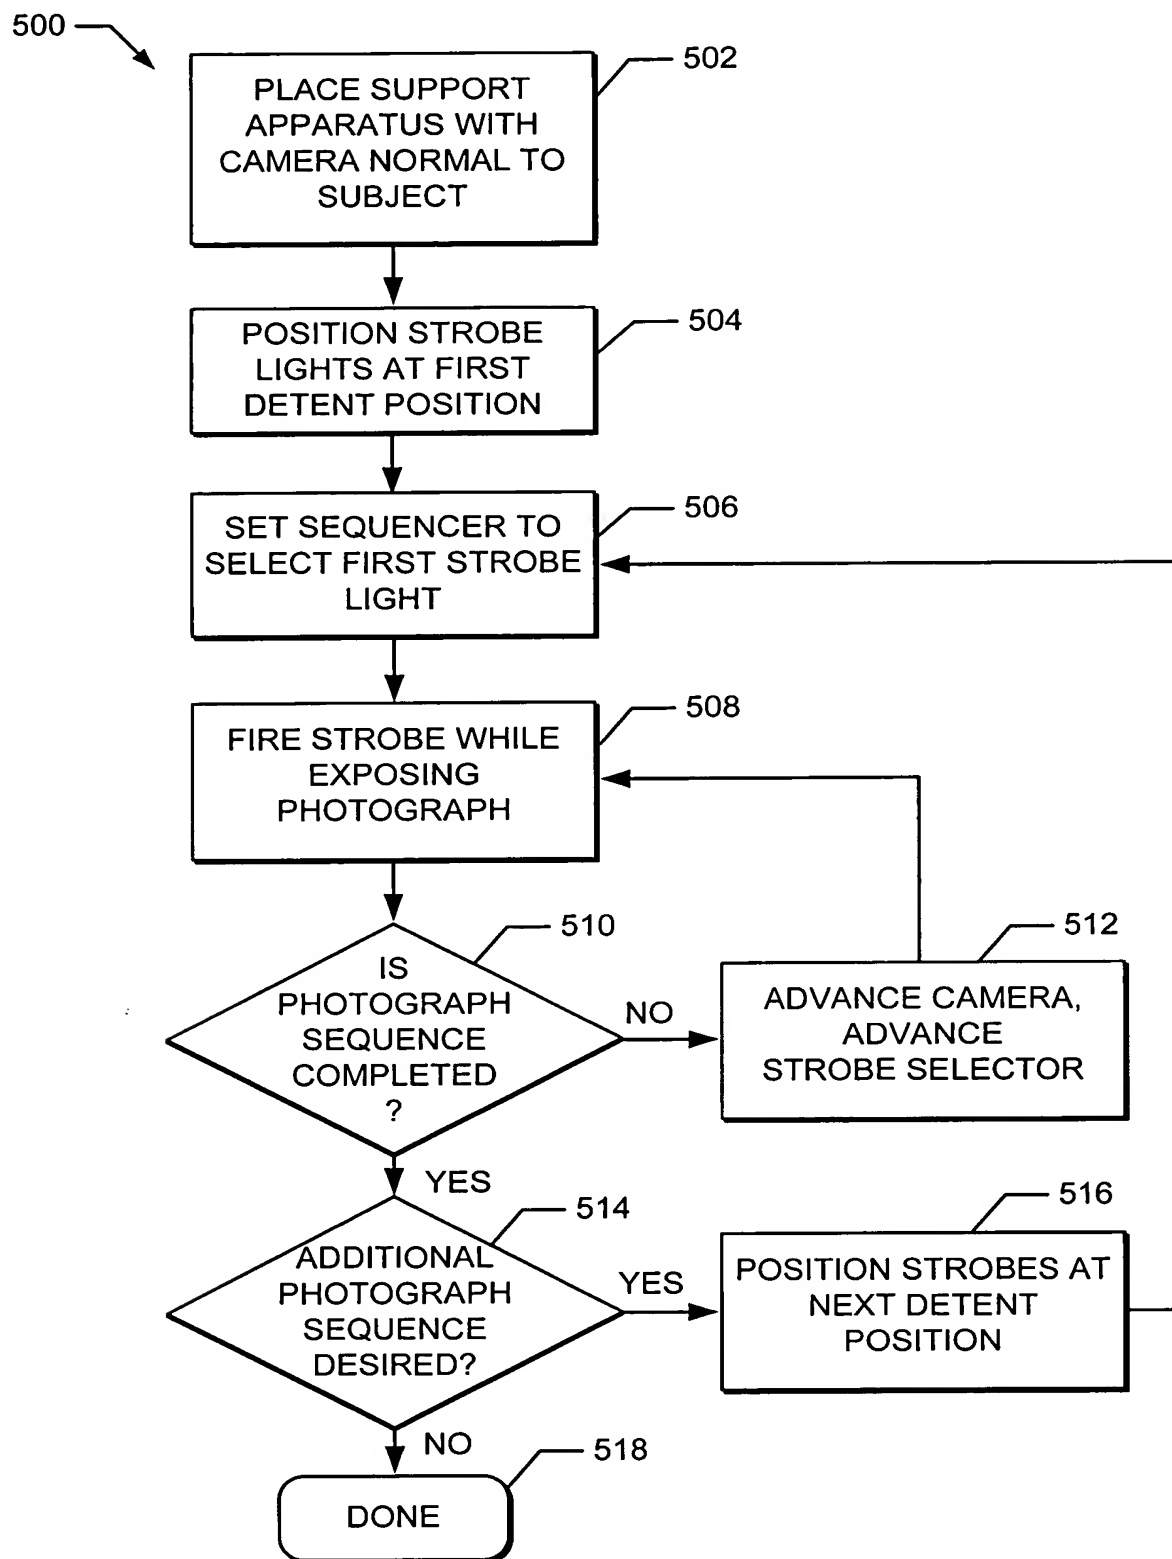 500
502
PLACE SUPPORT
APPARATUS WITH
CAMERA NORMAL TO
SUBJECT
504
POSITION STROBE
LIGHTS AT FIRST
DETENT POSITION
506
SET SEQUENCER TO
SELECT FIRST STROBE
LIGHT
508
FIRE STROBE WHILE
EXPOSING
PHOTOGRAPH
510
IS
PHOTOGRAPH
SEQUENCE
COMPLETED
?
NO
512
ADVANCE CAMERA,
ADVANCE
STROBE SELECTOR
YES
514
ADDITIONAL
PHOTOGRAPH
SEQUENCE
DESIRED?
YES
516
POSITION STROBES AT
NEXT DETENT
POSITION
NO
518
DONE